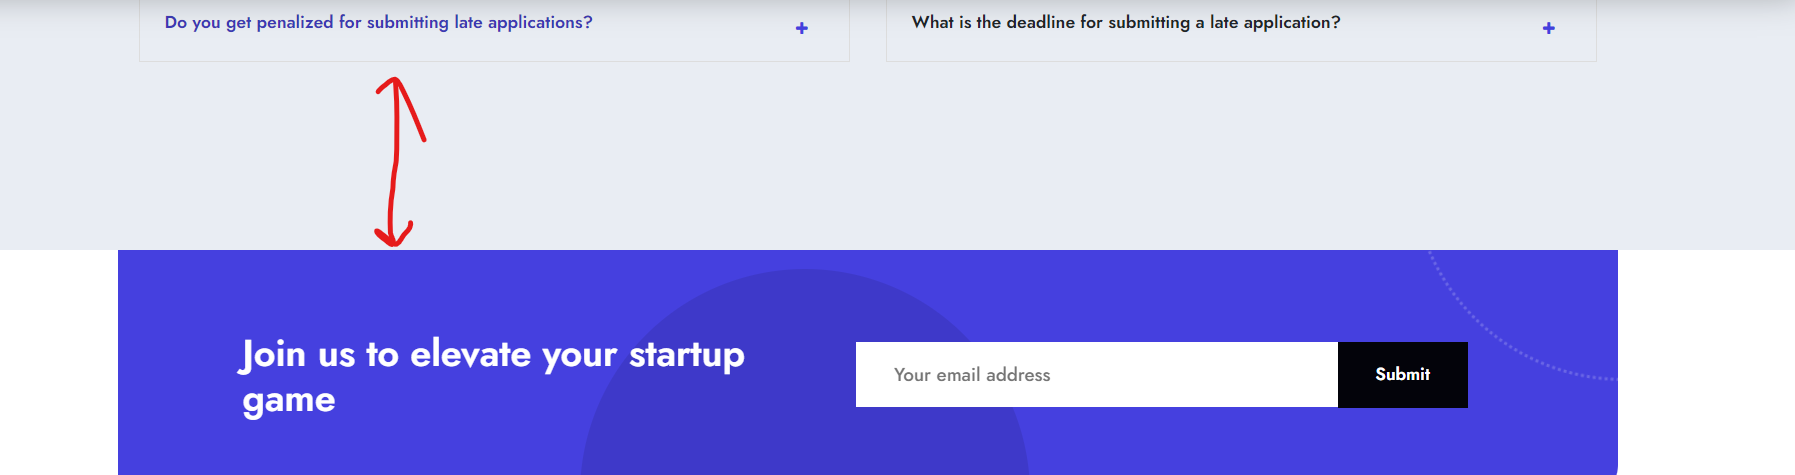 Do you get penalized for submitting late applications?
What is the deadline for submitting a late application?
Join us to elevate your startup
game
Your email address
Submit